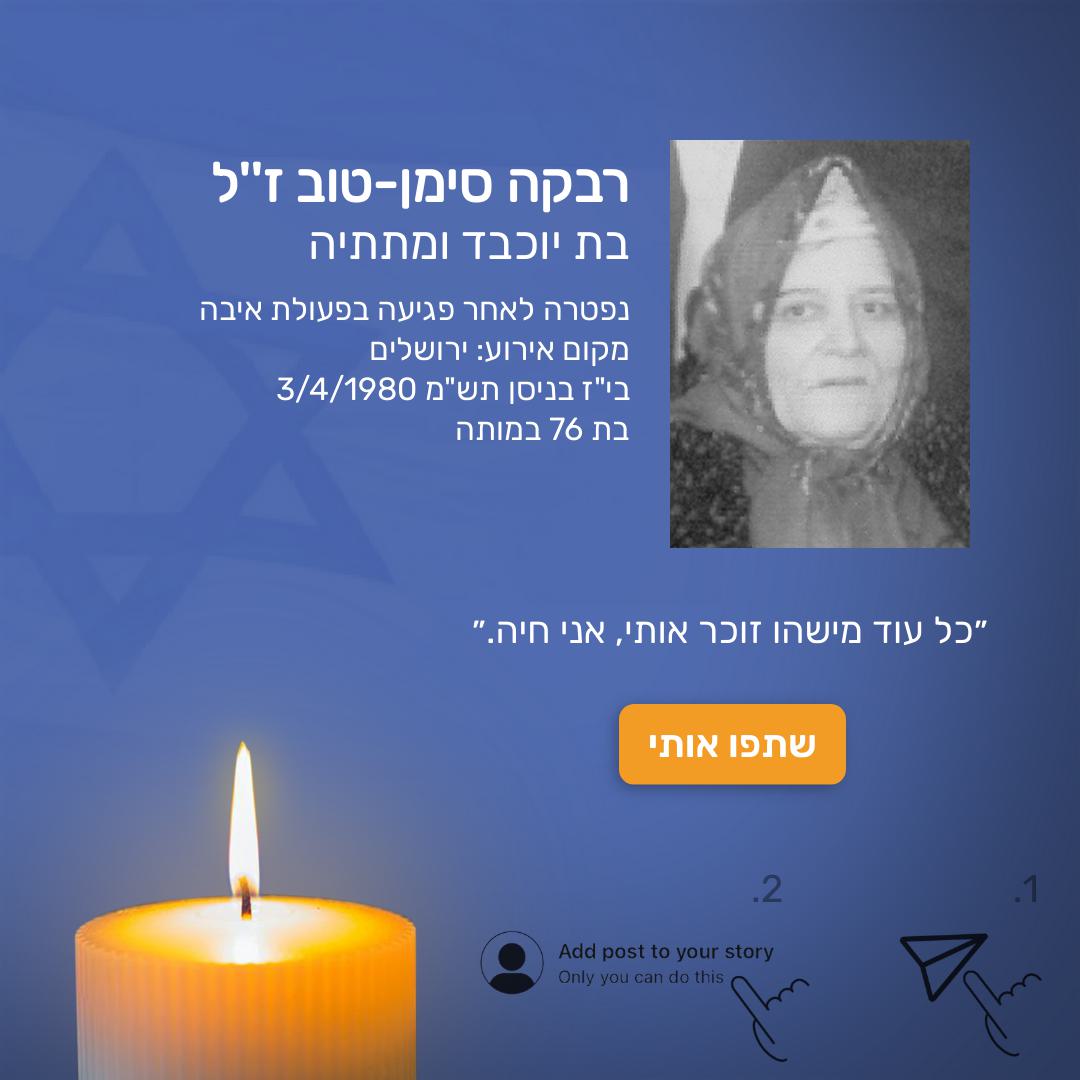 רבקה סימן-טוב ז"ל
בת יוכבד ומתתיה
נפטרה לאחר פגיעה בפעולת איבה
מקום אירוע: ירושלים
בי"ז בניסן תש"מ 3/4/1980
בת 76 במותה
״כל עוד מישהו זוכר אותי, אני חיה.״
שתפו אותי
1.
2.
Add post to your story
Only you can do this